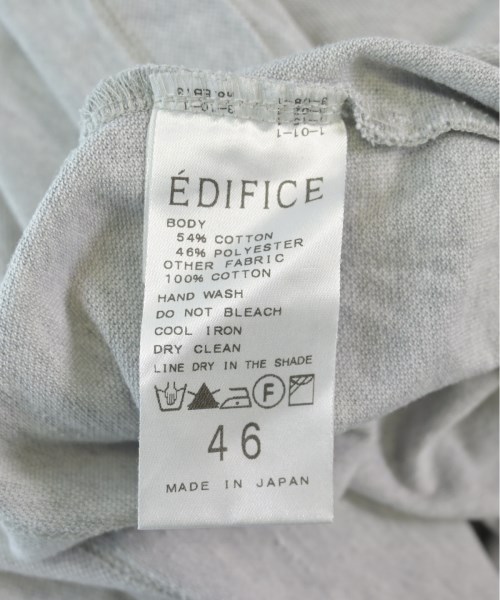 ÉDIFICE
BODY
54% COTTON
46% POLYESTER
OTHER FABRIC
100% COTTON
HAND WASH
DO NOT BLEACH
COOL IRON
DRY CLEAN
LINE DRY IN THE SHADE
F
46
MADE IN JAPAN